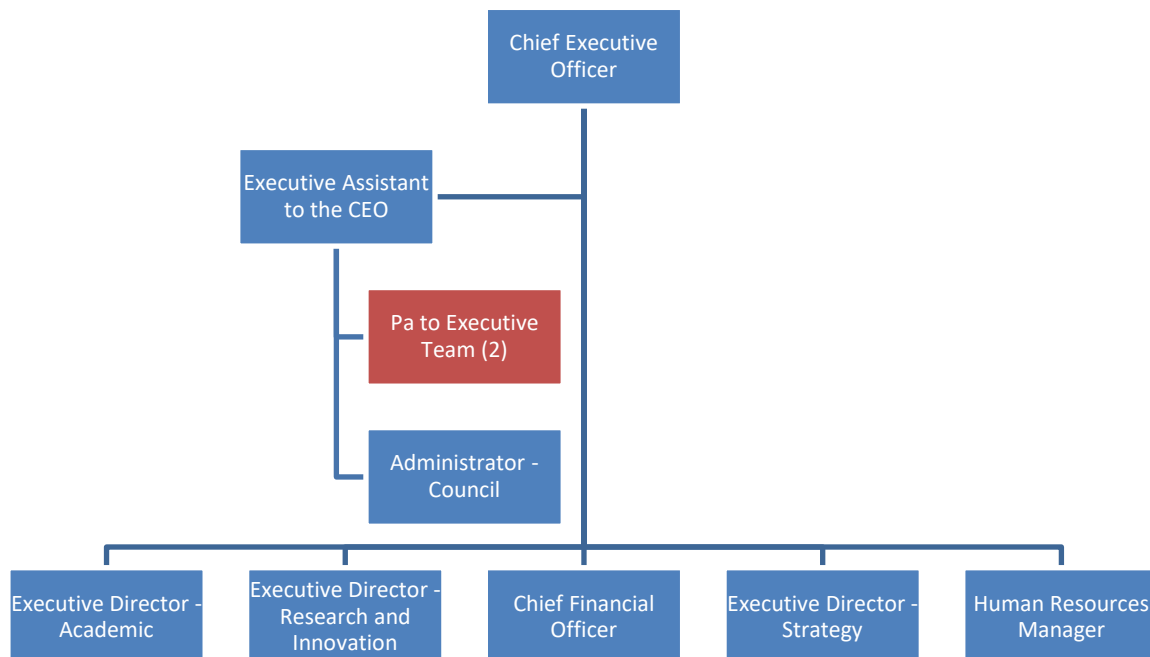 Chief Executive
Officer
Executive Assistant
to the CEO
Pa to Executive
Team (2)
Administrator -
Council
Executive Director -
Academic
Executive Director -
Research and
Innovation
Chief Financial
Officer
Executive Director -
Strategy
Human Resources
Manager